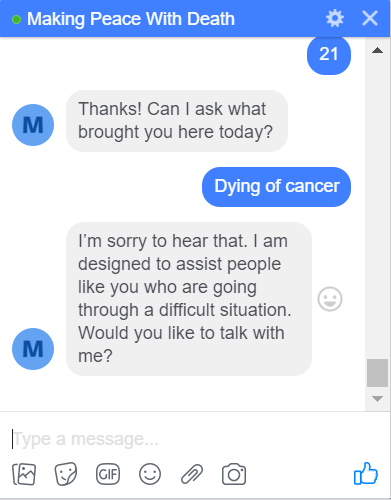 Making Peace With Death
21
Thanks! Can I ask what
brought you here today?
M
Dying of cancer
I'm sorry to hear that. I am
designed to assist people
like you who are going
through a difficult situation.
Would you like to talk with
me?
M
Type a message...
GIF